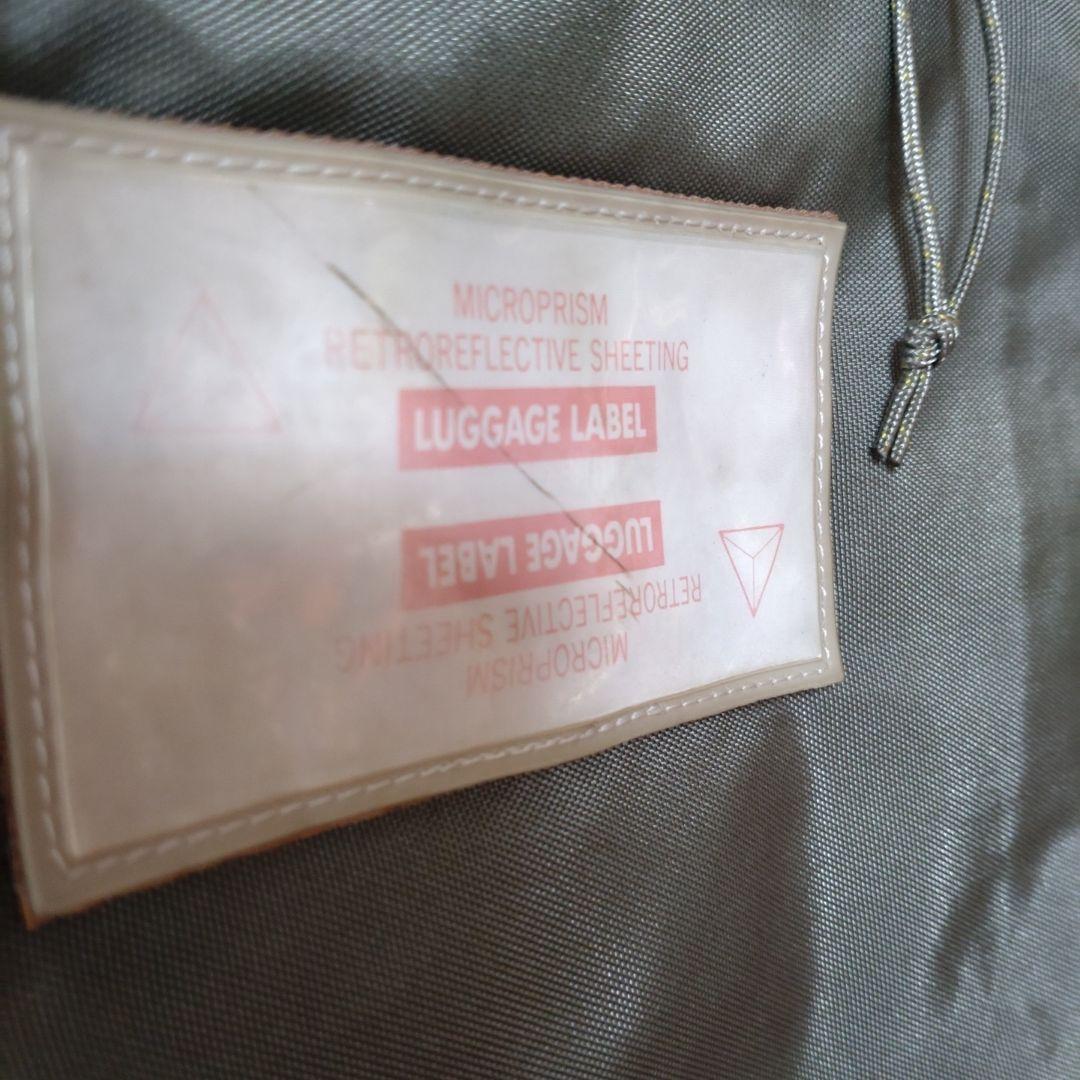 MICROPRISM
RETROREFLECTIVE SHEETING
LUGGAGE LABEL
LUGGAGE LABEL
RETROREFLECTIVE SHEETING
MICROPRISM